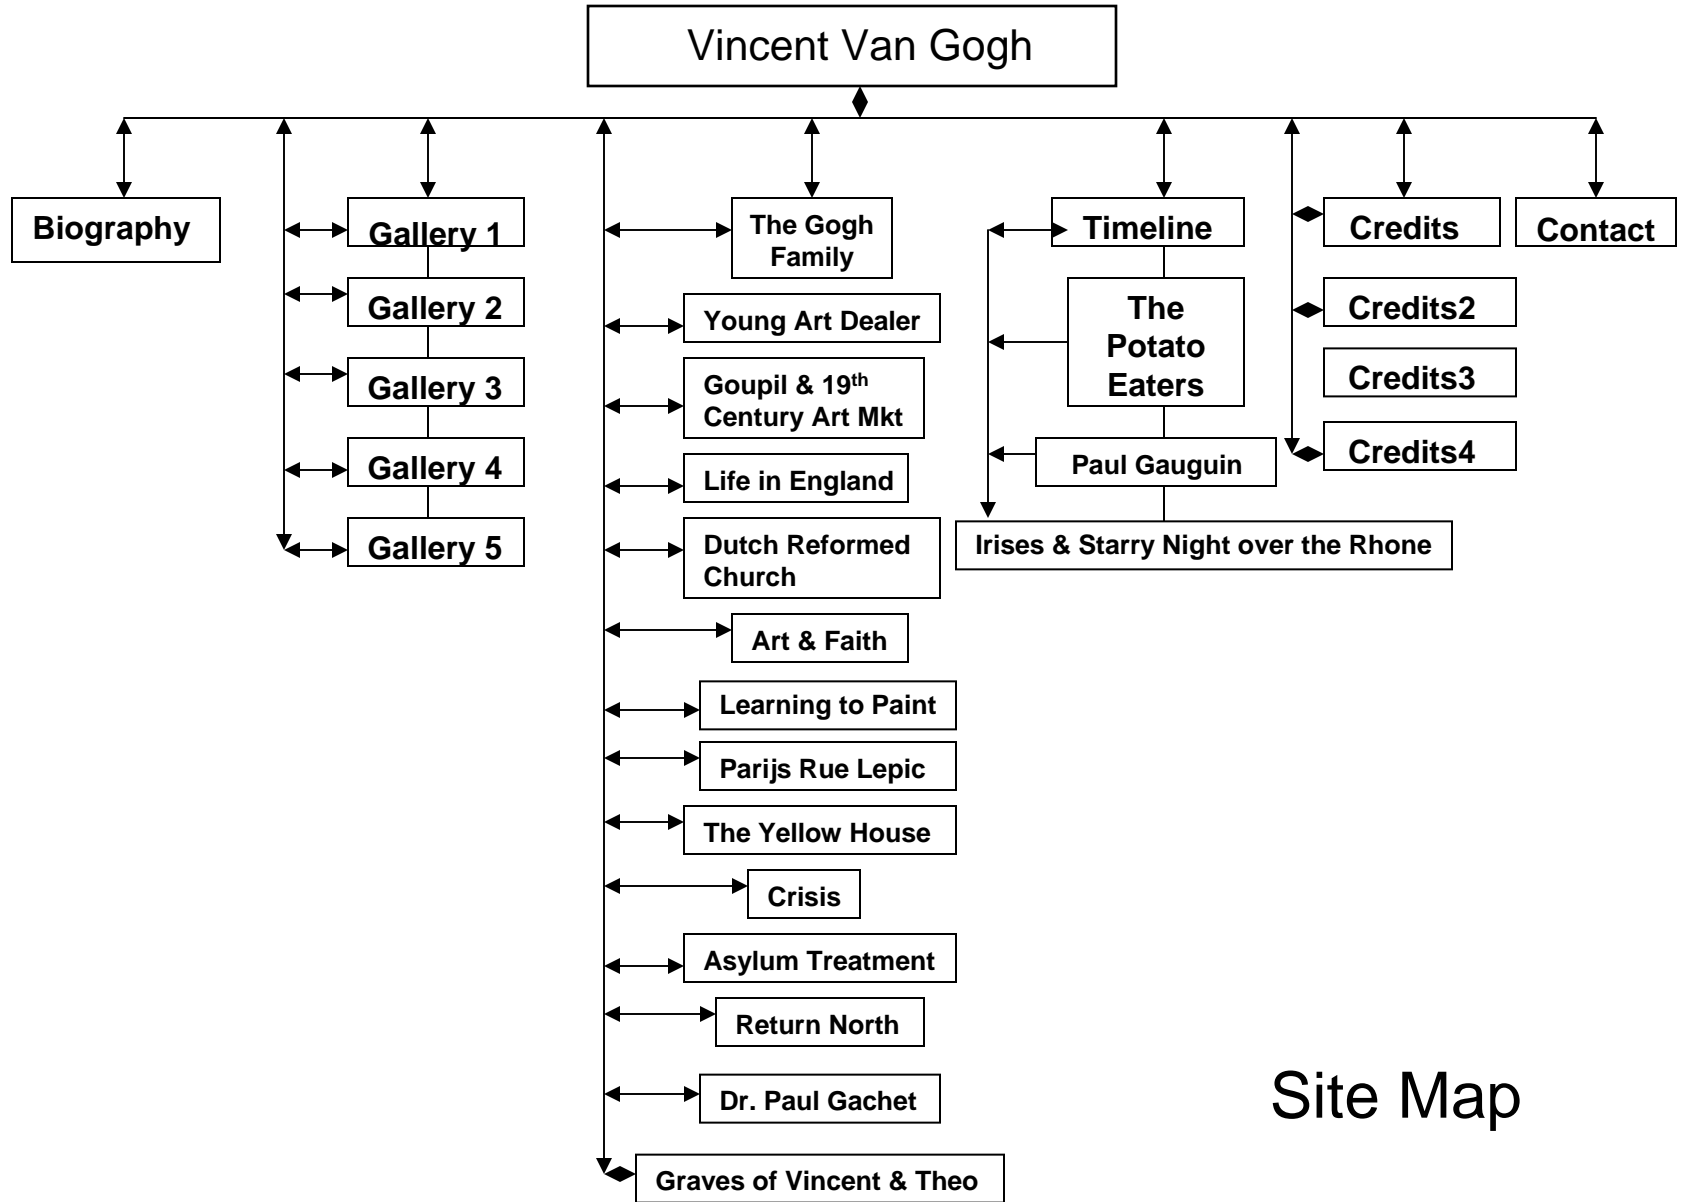 Vincent Van Gogh
Biography
Gallery 1
Gallery 2
Gallery 3
Gallery 4
Gallery 5
The Gogh
Family
Young Art Dealer
Goupil & 19th
Century Art Mkt
Life in England
Dutch Reformed
Church
Art & Faith
Learning to Paint
Parijs Rue Lepic
The Yellow House
Crisis
Asylum Treatment
Return North
Dr. Paul Gachet
Graves of Vincent & Theo
Timeline
The
Potato
Eaters
Paul Gauguin
Irises & Starry Night over the Rhone
Credits
Credits2
Credits3
Credits4
Contact
Site Map